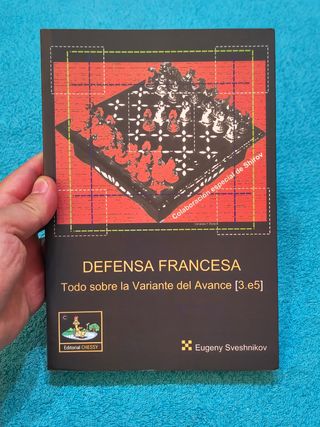 Colaboración especial de Shirov
DEFENSA FRANCESA
Todo sobre la Variante del Avance [3.e5]
C
Editorial CHESSY
Eugeny Sveshnikov